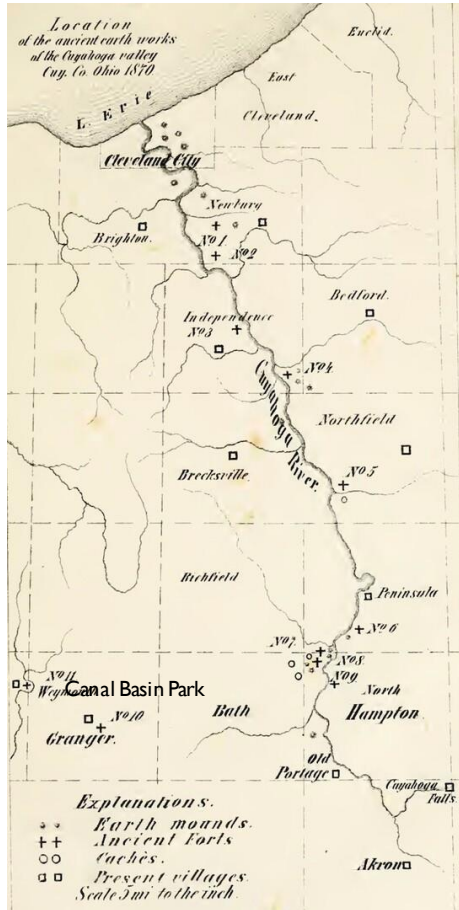 Location
of the ancient earth works
of the Cuyahoga valley
Cuy. Co. Ohio 1870
Euclid.
East
Cleveland.
L. Erie
Cleveland City
Newburg
Brighton.
No 1
No 2
Independence
No 3
Bedford.
No 4
Cuyahoga River.
Northfield
Brecksville
No 5
Richfield
Peninsula
No 6
No 7
No 8
No 9
No 11
Weymouth
Canal Basin Park
No 10
Granger.
Bath
North
Hampton
Old
Portage
Cuyahoga
Falls.
Akron
Explanations.
Earth mounds.
Ancient Forts
Cachès.
Present villages.
Scale 5 mi to the inch.